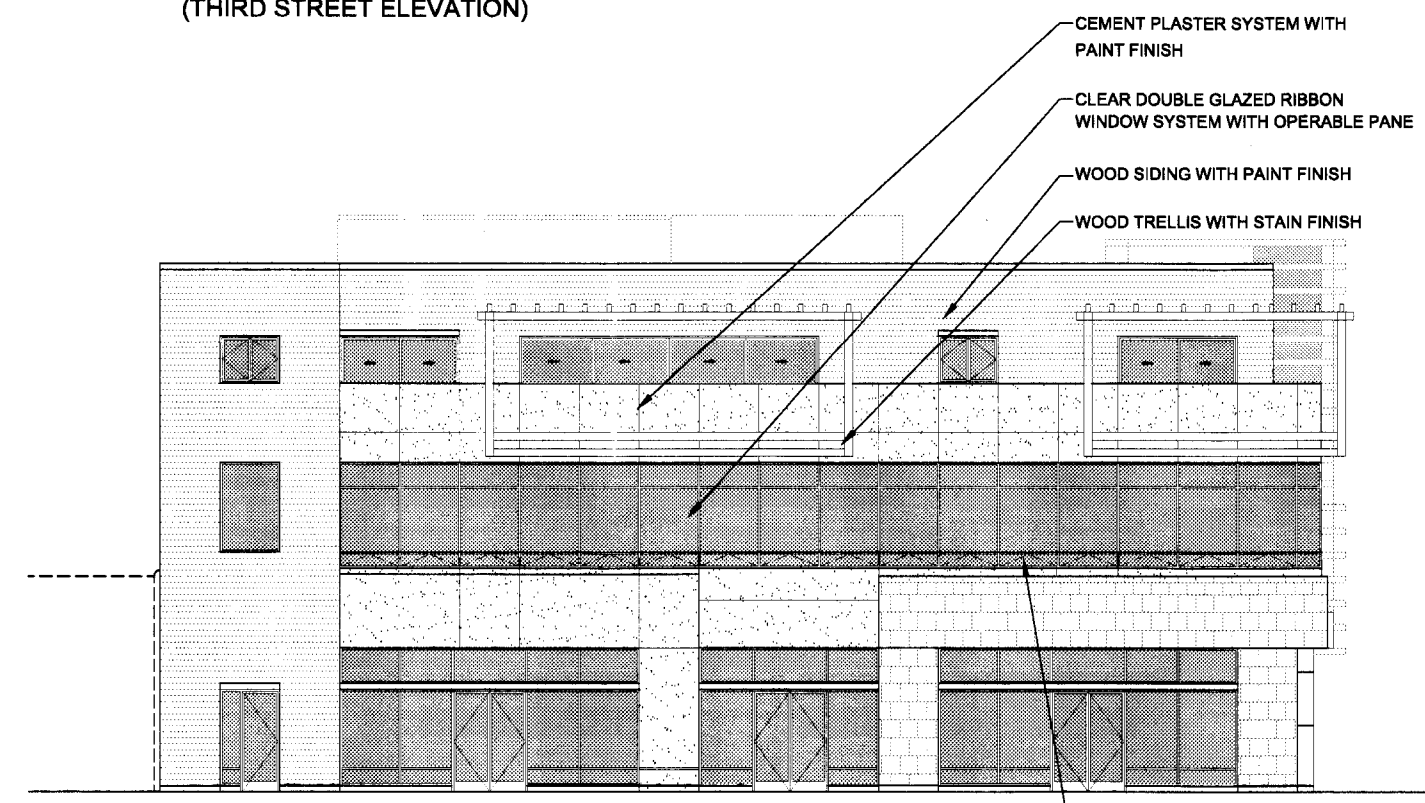 (THIRD STREET ELEVATION)
CEMENT PLASTER SYSTEM WITH
PAINT FINISH
CLEAR DOUBLE GLAZED RIBBON
WINDOW SYSTEM WITH OPERABLE PANE
WOOD SIDING WITH PAINT FINISH
WOOD TRELLIS WITH STAIN FINISH